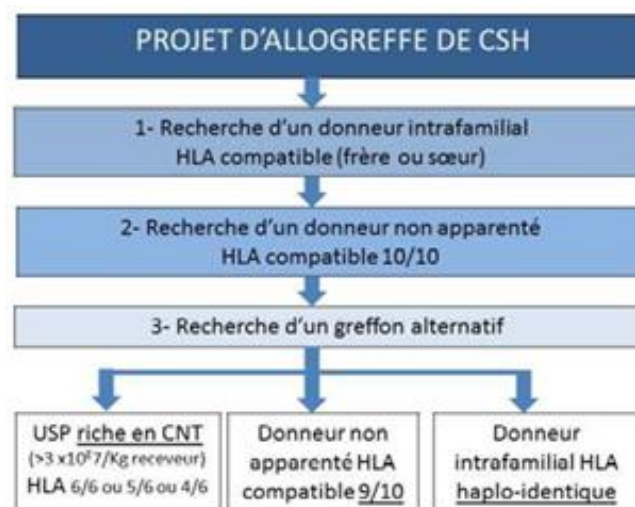 PROJET D'ALLOGREFFE DE CSH
1- Recherche d'un donneur intrafamilial
HLA compatible (frère ou sœur)
2- Recherche d'un donneur non apparenté
HLA compatible 10/10
3- Recherche d'un greffon alternatif
USP riche en CNT
(>3 x10^E7/Kg receveur)
HLA 6/6 ou 5/6 ou 4/6
Donneur non
apparenté HLA
compatible 9/10
Donneur
intrafamilial HLA
haplo-identique